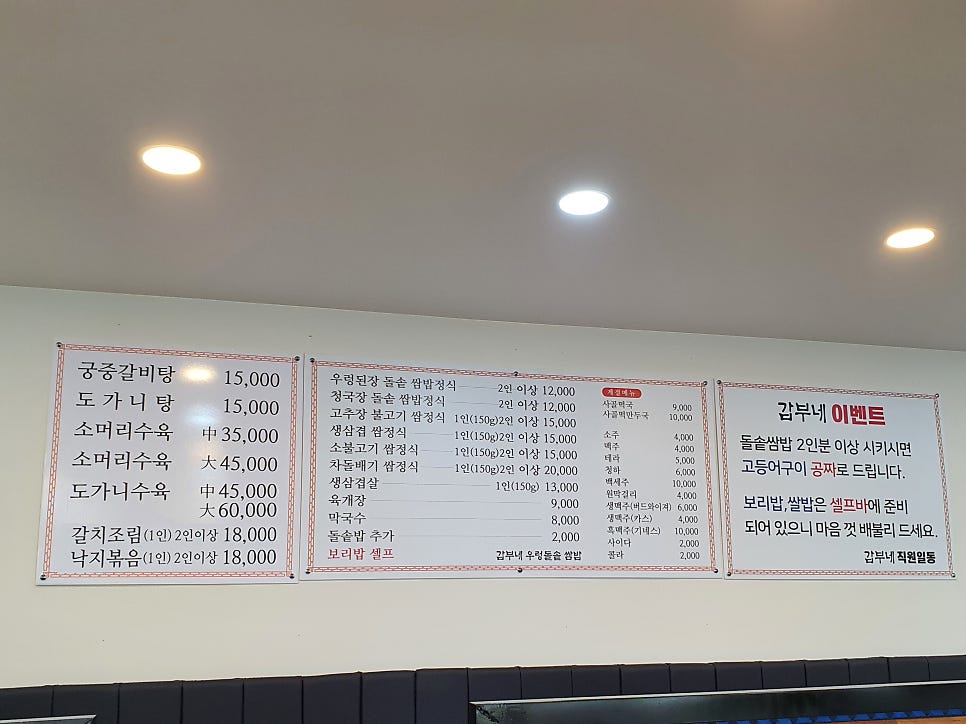 궁중갈비탕 15,000
도가니탕 15,000
소머리수육 中 35,000
소머리수육 大 45,000
도가니수육 中 45,000
大 60,000
갈치조림(1인) 2인이상 18,000
낙지볶음(1인) 2인이상 18,000
우렁된장 돌솥 쌈밥정식 2인 이상 12,000
청국장 돌솥 쌈밥정식 2인 이상 12,000
고추장 불고기 쌈정식 1인(150g)2인 이상 15,000
생삼겹 쌈정식 1인(150g)2인 이상 15,000
소불고기 쌈정식 1인(150g)2인 이상 15,000
차돌배기 쌈정식 1인(150g)2인 이상 20,000
생삼겹살 1인(150g) 13,000
육개장 9,000
막국수 8,000
돌솥밥 추가 2,000
보리밥 셀프
갑부네 우렁돌솥 쌈밥
계절메뉴
사골떡국 9,000
사골떡만두국 10,000
소주 4,000
맥주 4,000
테라 5,000
청하 6,000
백세주 10,000
원막걸리 4,000
생맥주(버드와이져) 6,000
생맥주(카스) 4,000
흑맥주(기네스) 10,000
사이다 2,000
콜라 2,000
갑부네 이벤트
돌솥쌈밥 2인분 이상 시키시면
고등어구이 공짜로 드립니다.
보리밥,쌀밥은 셀프바에 준비
되어 있으니 마음 껏 배불리 드세요.
갑부네 직원일동